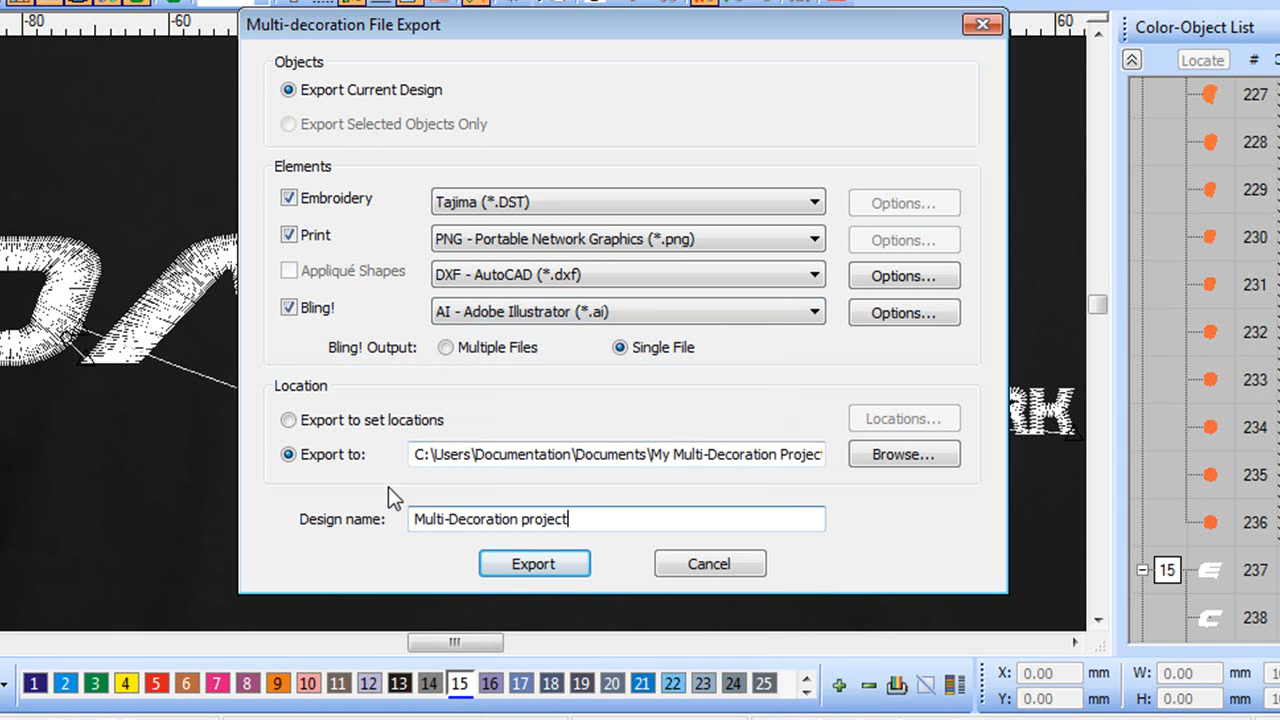 -80
-60
60
Multi-decoration File Export
Color-Object List
Locate #
Objects
Export Current Design
Export Selected Objects Only
Elements
Embroidery Tajima (*.DST) Options...
Print PNG - Portable Network Graphics (*.png) Options...
Appliqué Shapes DXF - AutoCAD (*.dxf) Options...
Bling! AI - Adobe Illustrator (*.ai) Options...
Bling! Output: Multiple Files Single File
Location
Export to set locations Locations...
Export to: C:\Users\Documentation\Documents\My Multi-Decoration Projec Browse...
Design name: Multi-Decoration project
Export Cancel
227
228
229
230
231
232
233
234
235
236
15 237
238
RK
1 2 3 4 5 6 7 8 9 10 11 12 13 14 15 16 17 18 19 20 21 22 23 24 25
X: 0.00 mm W: 0.00 mm
Y: 0.00 mm H: 0.00 mm